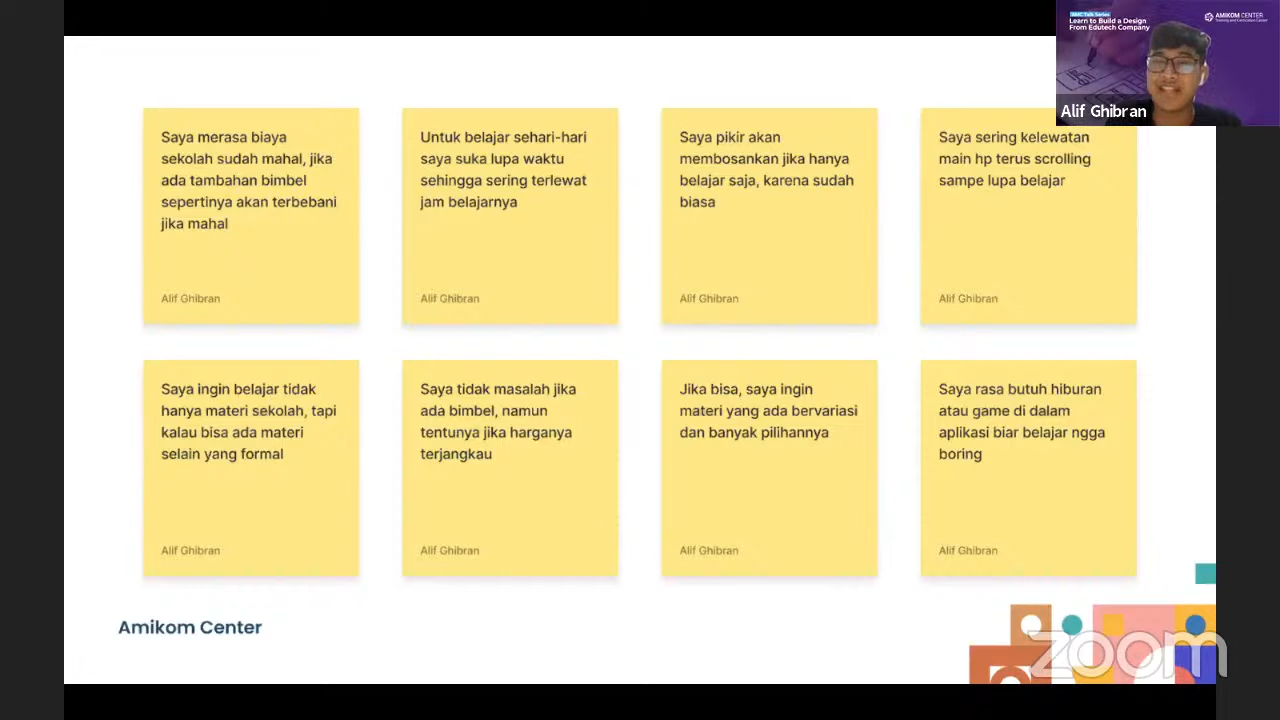 AMC Talk Series
Learn to Build a Design
From Edutech Company
AMIKOM CENTER
Alif Ghibran
Saya merasa biaya
sekolah sudah mahal, jika
ada tambahan bimbel
sepertinya akan terbebani
jika mahal
Alif Ghibran
Untuk belajar sehari-hari
saya suka lupa waktu
sehingga sering terlewat
jam belajarnya
Alif Ghibran
Saya pikir akan
membosankan jika hanya
belajar saja, karena sudah
biasa
Alif Ghibran
Saya sering kelewatan
main hp terus scrolling
sampe lupa belajar
Alif Ghibran
Saya ingin belajar tidak
hanya materi sekolah, tapi
kalau bisa ada materi
selain yang formal
Alif Ghibran
Saya tidak masalah jika
ada bimbel, namun
tentunya jika harganya
terjangkau
Alif Ghibran
Jika bisa, saya ingin
materi yang ada bervariasi
dan banyak pilihannya
Alif Ghibran
Saya rasa butuh hiburan
atau game di dalam
aplikasi biar belajar ngga
boring
Alif Ghibran
Amikom Center
zoom